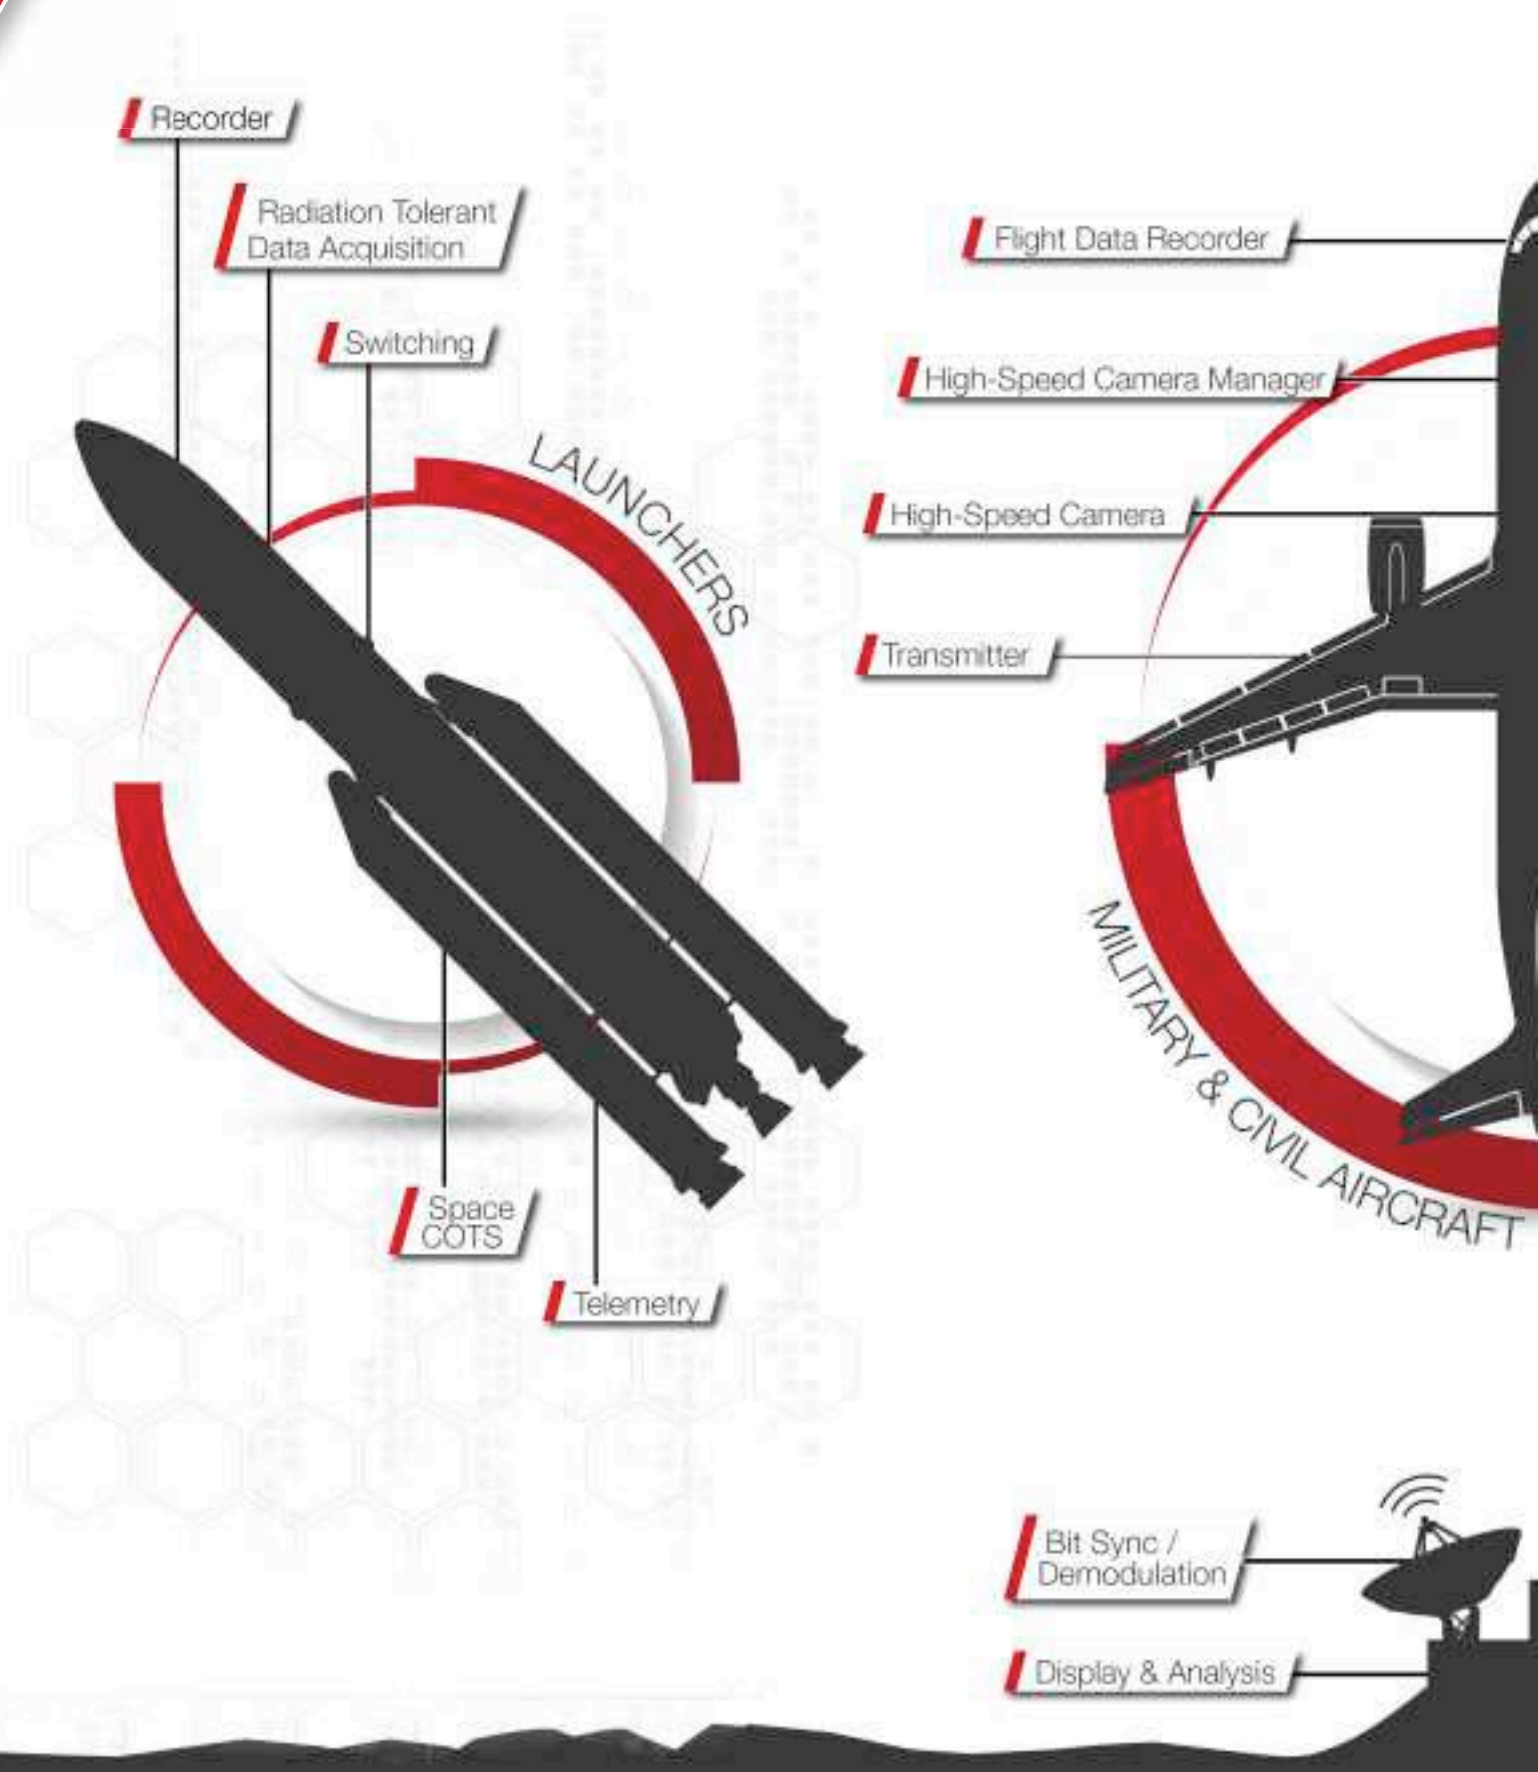 Recorder
Radiation Tolerant
Data Acquisition
Switching
LAUNCHERS
Space
COTS
Telemetry
Flight Data Recorder
High-Speed Camera Manager
High-Speed Camera
Transmitter
MILITARY & CIVIL AIRCRAFT
Bit Sync /
Demodulation
Display & Analysis